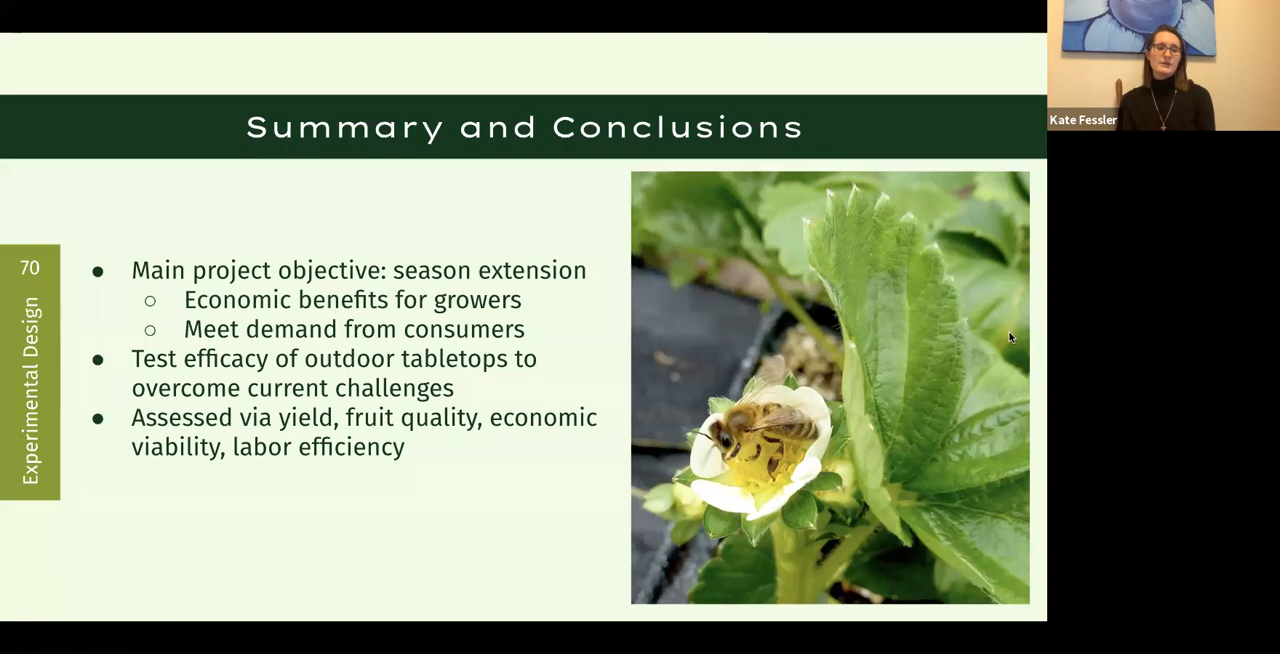 Summary and Conclusions
70
Experimental Design
● Main project objective: season extension
○ Economic benefits for growers
○ Meet demand from consumers
● Test efficacy of outdoor tabletops to
overcome current challenges
● Assessed via yield, fruit quality, economic
viability, labor efficiency
Kate Fessler